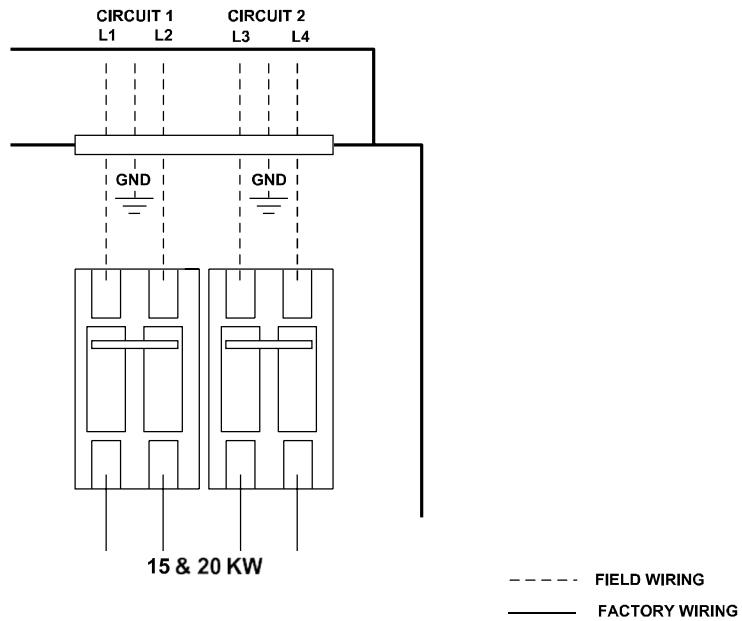 CIRCUIT 1 CIRCUIT 2
L1 L2 L3 L4
GND GND
15 & 20 KW
FIELD WIRING
FACTORY WIRING